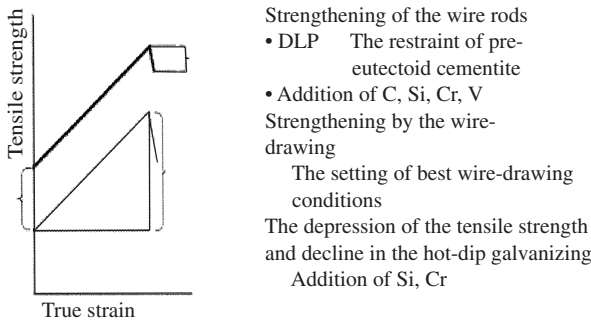 Tensile strength
True strain
Strengthening of the wire rods
• DLP The restraint of pre-
eutectoid cementite
• Addition of C, Si, Cr, V
Strengthening by the wire-
drawing
The setting of best wire-drawing
conditions
The depression of the tensile strength
and decline in the hot-dip galvanizing
Addition of Si, Cr